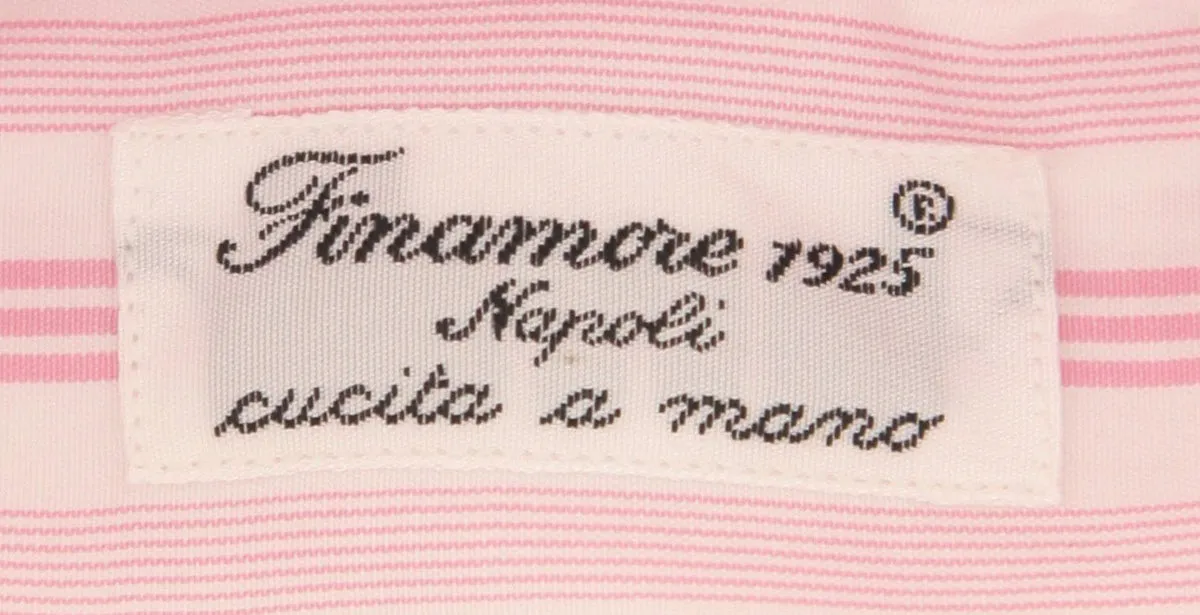 Finamore 1925 ®
Napoli
cucita a mano